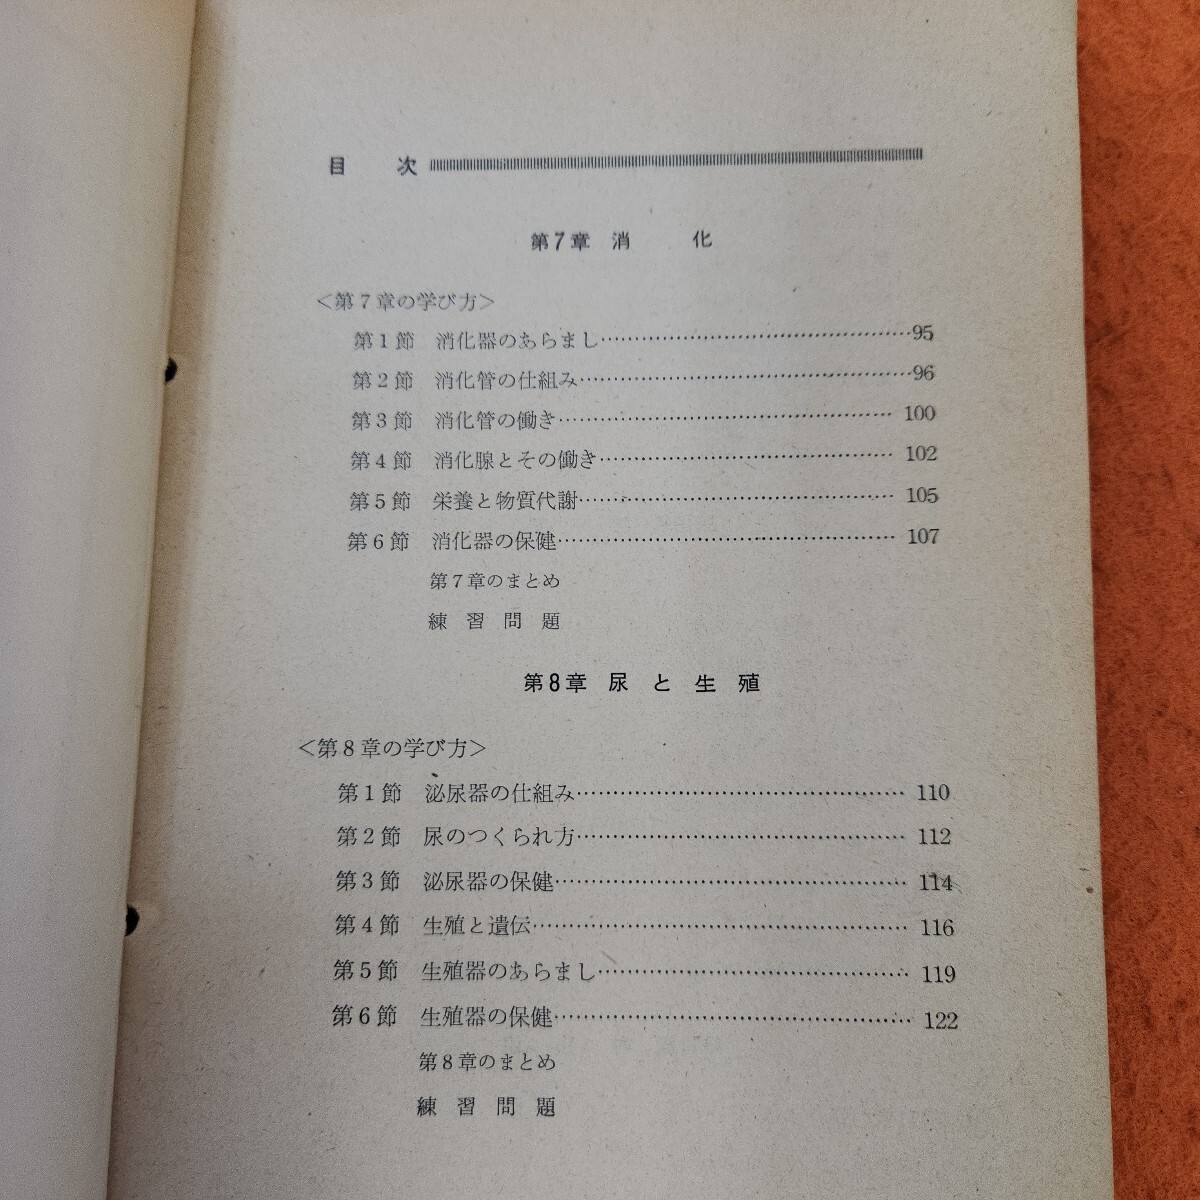 目 次
第7章 消 化
＜第7章の学び方＞
第1節 消化器のあらまし…………………………………………95
第2節 消化管の仕組み……………………………………………96
第3節 消化管の働き………………………………………… 100
第4節 消化腺とその働き…………………………………… 102
第5節 栄養と物質代謝……………………………………… 105
第6節 消化器の保健………………………………………… 107
第7章のまとめ
練習問題
第8章 尿と生殖
＜第8章の学び方＞
第1節 泌尿器の仕組み……………………………………… 110
第2節 尿のつくられ方……………………………………… 112
第3節 泌尿器の保健………………………………………… 114
第4節 生殖と遺伝…………………………………………… 116
第5節 生殖器のあらまし…………………………………… 119
第6節 生殖器の保健………………………………………… 122
第8章のまとめ
練習問題